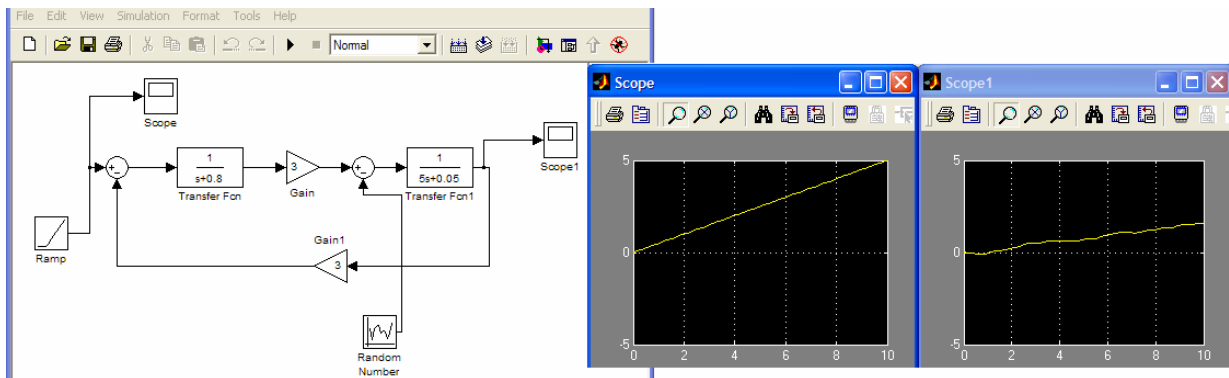 File Edit View Simulation Format Tools Help
Normal
Scope
Scope1
Scope
1
s+0.8
Transfer Fcn
3
Gain
1
5s+0.05
Transfer Fcn1
Scope1
Ramp
Gain1
3
Random
Number
5
0
-5
0 2 4 6 8 10
5
0
-5
0 2 4 6 8 10